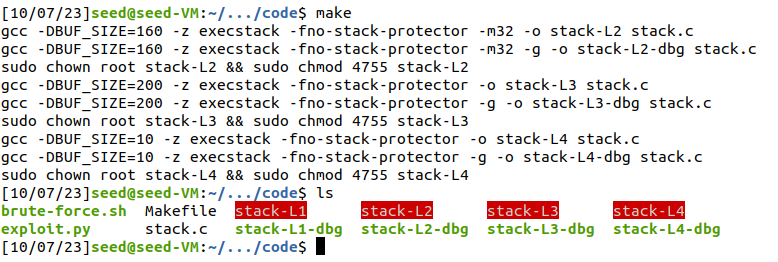 [10/07/23]seed@seed-VM:~/.../code$ make
gcc -DBUF_SIZE=160 -z execstack -fno-stack-protector -m32 -o stack-L2 stack.c
gcc -DBUF_SIZE=160 -z execstack -fno-stack-protector -m32 -g -o stack-L2-dbg stack.c
sudo chown root stack-L2 && sudo chmod 4755 stack-L2
gcc -DBUF_SIZE=200 -z execstack -fno-stack-protector -o stack-L3 stack.c
gcc -DBUF_SIZE=200 -z execstack -fno-stack-protector -g -o stack-L3-dbg stack.c
sudo chown root stack-L3 && sudo chmod 4755 stack-L3
gcc -DBUF_SIZE=10 -z execstack -fno-stack-protector -o stack-L4 stack.c
gcc -DBUF_SIZE=10 -z execstack -fno-stack-protector -g -o stack-L4-dbg stack.c
sudo chown root stack-L4 && sudo chmod 4755 stack-L4
[10/07/23]seed@seed-VM:~/.../code$ ls
brute-force.sh  Makefile  stack-L1      stack-L2      stack-L3      stack-L4
exploit.py      stack.c   stack-L1-dbg  stack-L2-dbg  stack-L3-dbg  stack-L4-dbg
[10/07/23]seed@seed-VM:~/.../code$